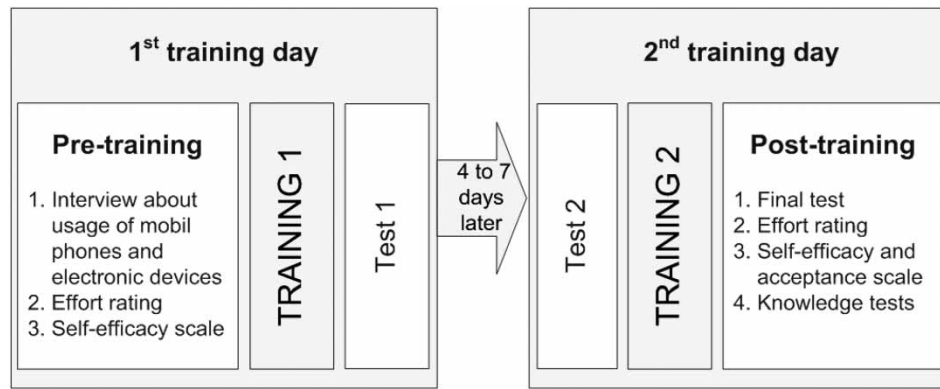 1st training day
Pre-training
1. Interview about
usage of mobil
phones and
electronic devices
2. Effort rating
3. Self-efficacy scale
TRAINING 1
Test 1
4 to 7
days
later
2nd training day
Test 2
TRAINING 2
Post-training
1. Final test
2. Effort rating
3. Self-efficacy and
acceptance scale
4. Knowledge tests